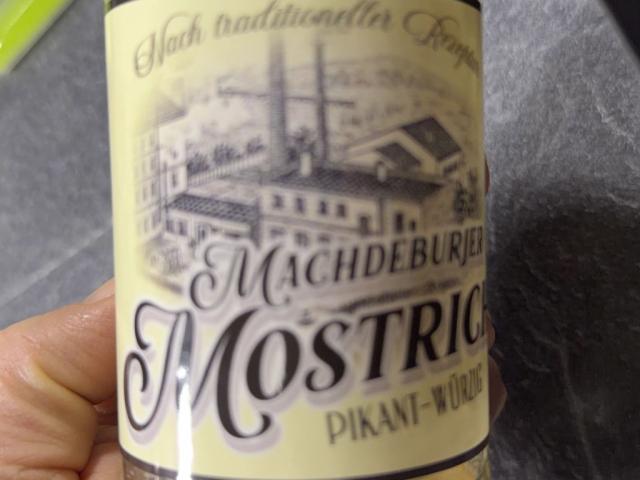 Nach traditioneller
MACHDEBURJER
MOSTRICH
PIKANT-WÜRZIG